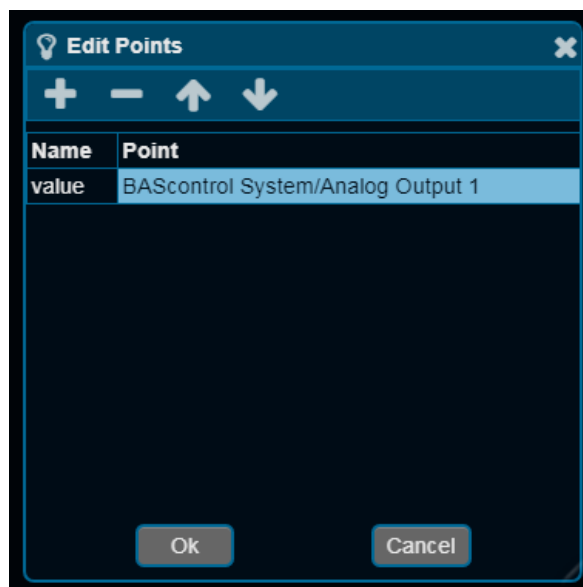 Edit Points
Name Point
value BAScontrol System/Analog Output 1
Ok Cancel